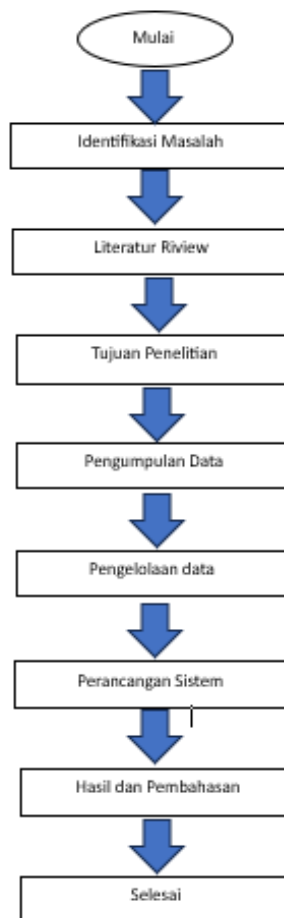 Mulai
Identifikasi Masalah
Literatur Riview
Tujuan Penelitian
Pengumpulan Data
Pengelolaan data
Perancangan Sistem
Hasil dan Pembahasan
Selesai